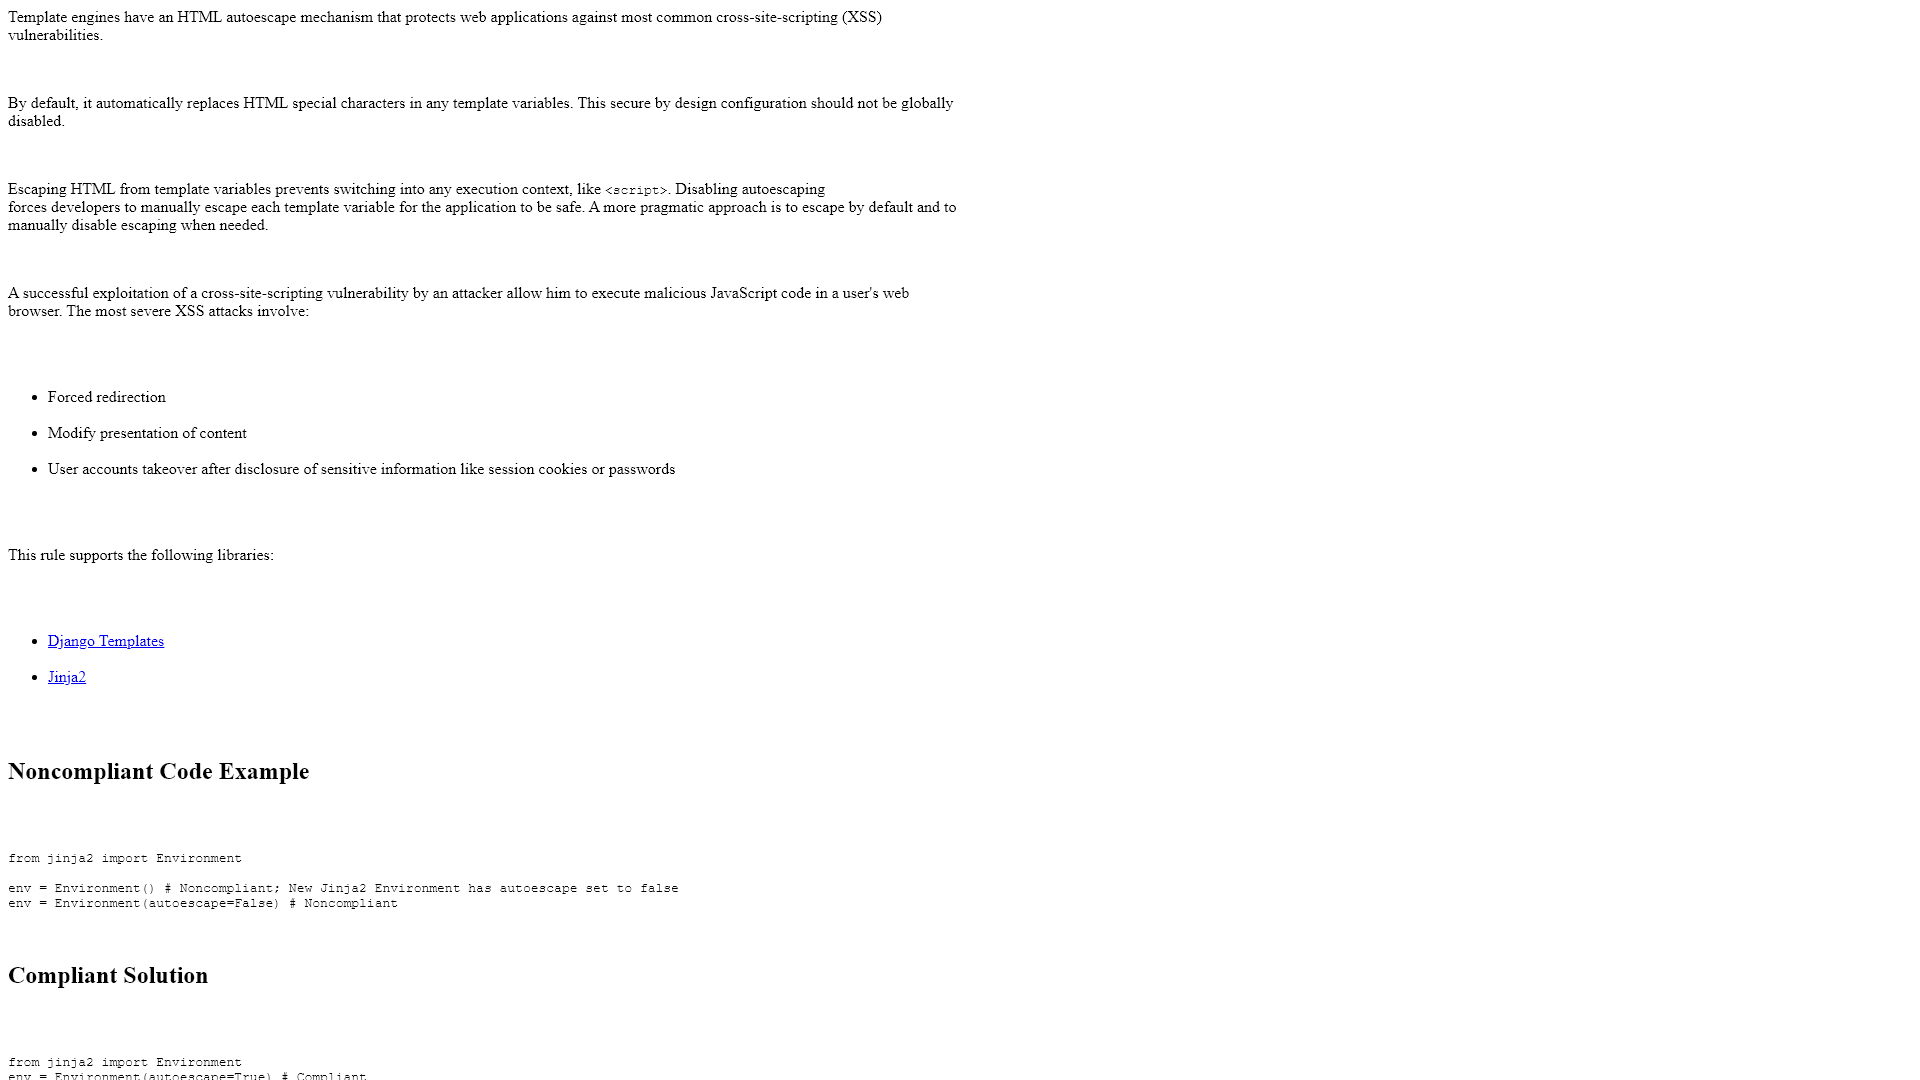 Template engines have an HTML autoescape mechanism that protects web applications against most common cross-site-scripting (XSS)
vulnerabilities.
By default, it automatically replaces HTML special characters in any template variables. This secure by design configuration should not be globally
disabled.
Escaping HTML from template variables prevents switching into any execution context, like <script>. Disabling autoescaping
forces developers to manually escape each template variable for the application to be safe. A more pragmatic approach is to escape by default and to
manually disable escaping when needed.
A successful exploitation of a cross-site-scripting vulnerability by an attacker allow him to execute malicious JavaScript code in a user's web
browser. The most severe XSS attacks involve:
• Forced redirection
• Modify presentation of content
• User accounts takeover after disclosure of sensitive information like session cookies or passwords
This rule supports the following libraries:
• Django Templates
• Jinja2
Noncompliant Code Example
from jinja2 import Environment
env = Environment() # Noncompliant; New Jinja2 Environment has autoescape set to false
env = Environment(autoescape=False) # Noncompliant
Compliant Solution
from jinja2 import Environment
env = Environment(autoescape=True) # Compliant